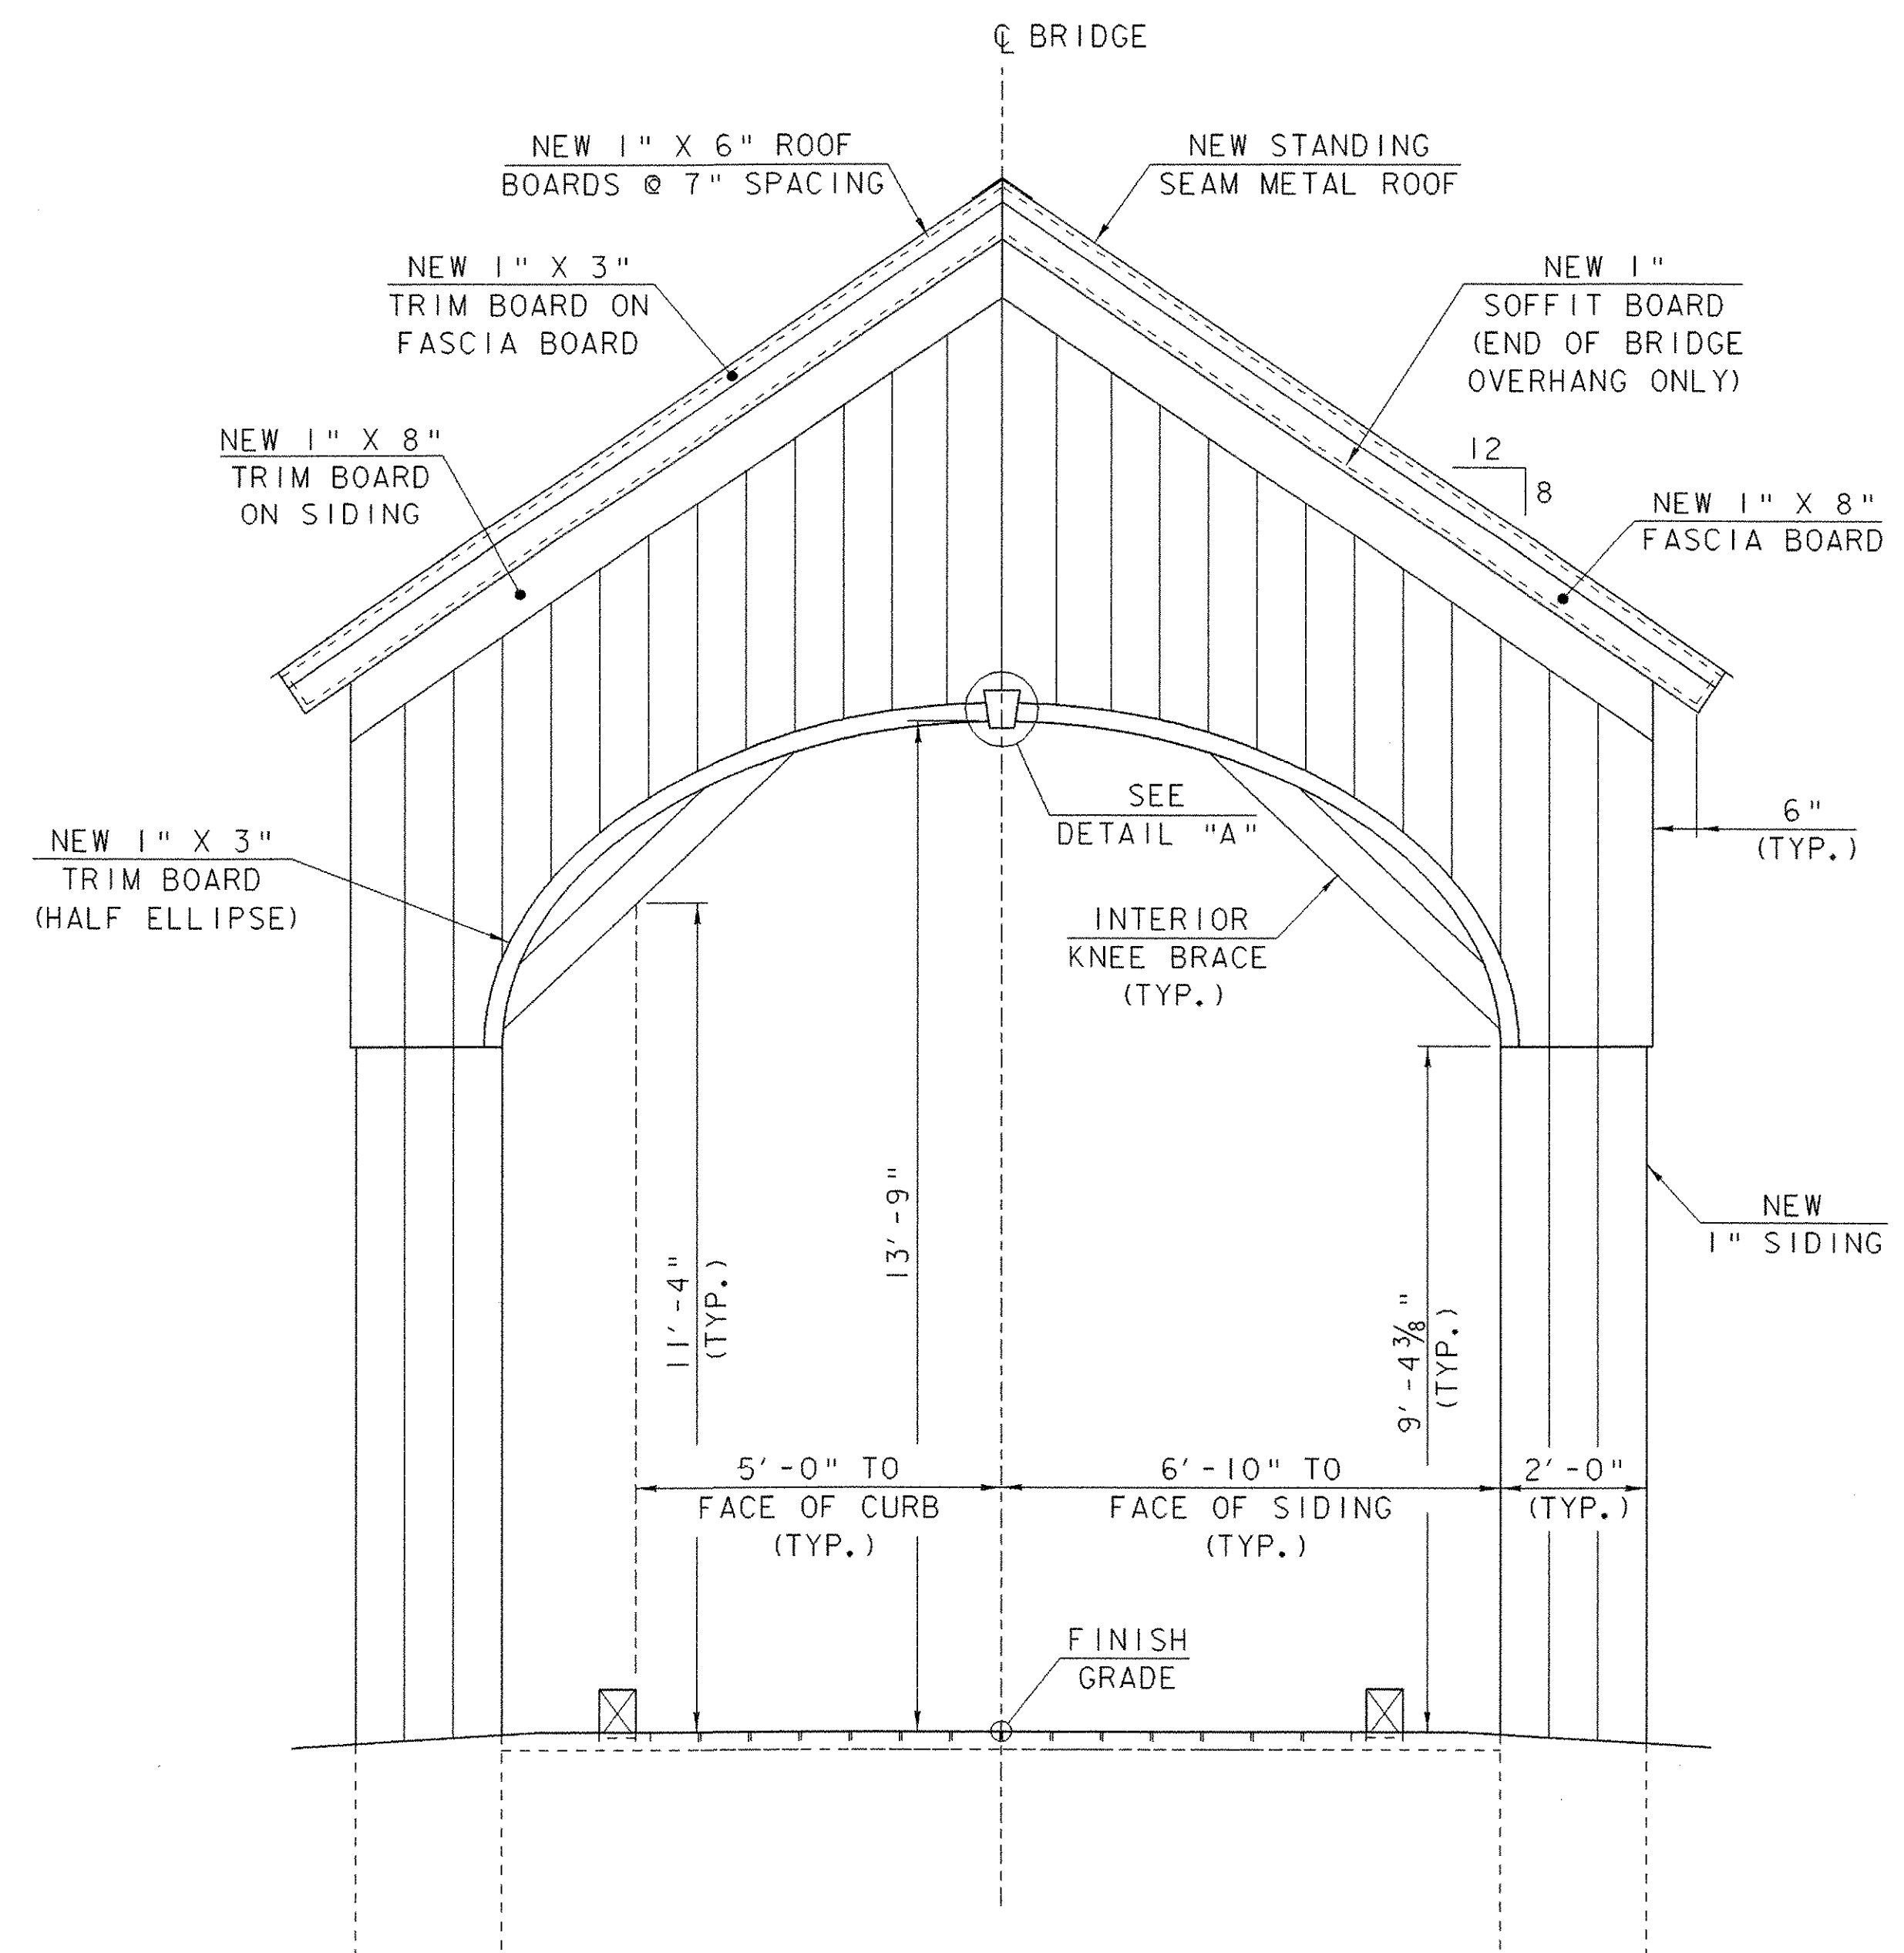 ℄ BRIDGE
NEW 1" X 6" ROOF
BOARDS @ 7" SPACING
NEW STANDING
SEAM METAL ROOF
NEW 1" X 3"
TRIM BOARD ON
FASCIA BOARD
NEW 1"
SOFFIT BOARD
(END OF BRIDGE
OVERHANG ONLY)
NEW 1" X 8"
TRIM BOARD
ON SIDING
12
8
NEW 1" X 8"
FASCIA BOARD
SEE
DETAIL "A"
6"
(TYP.)
NEW 1" X 3"
TRIM BOARD
(HALF ELLIPSE)
INTERIOR
KNEE BRACE
(TYP.)
NEW
1" SIDING
11'-4"
(TYP.)
13'-9"
9'-4⅜"
(TYP.)
5'-0" TO
FACE OF CURB
(TYP.)
6'-10" TO
FACE OF SIDING
(TYP.)
2'-0"
(TYP.)
FINISH
GRADE